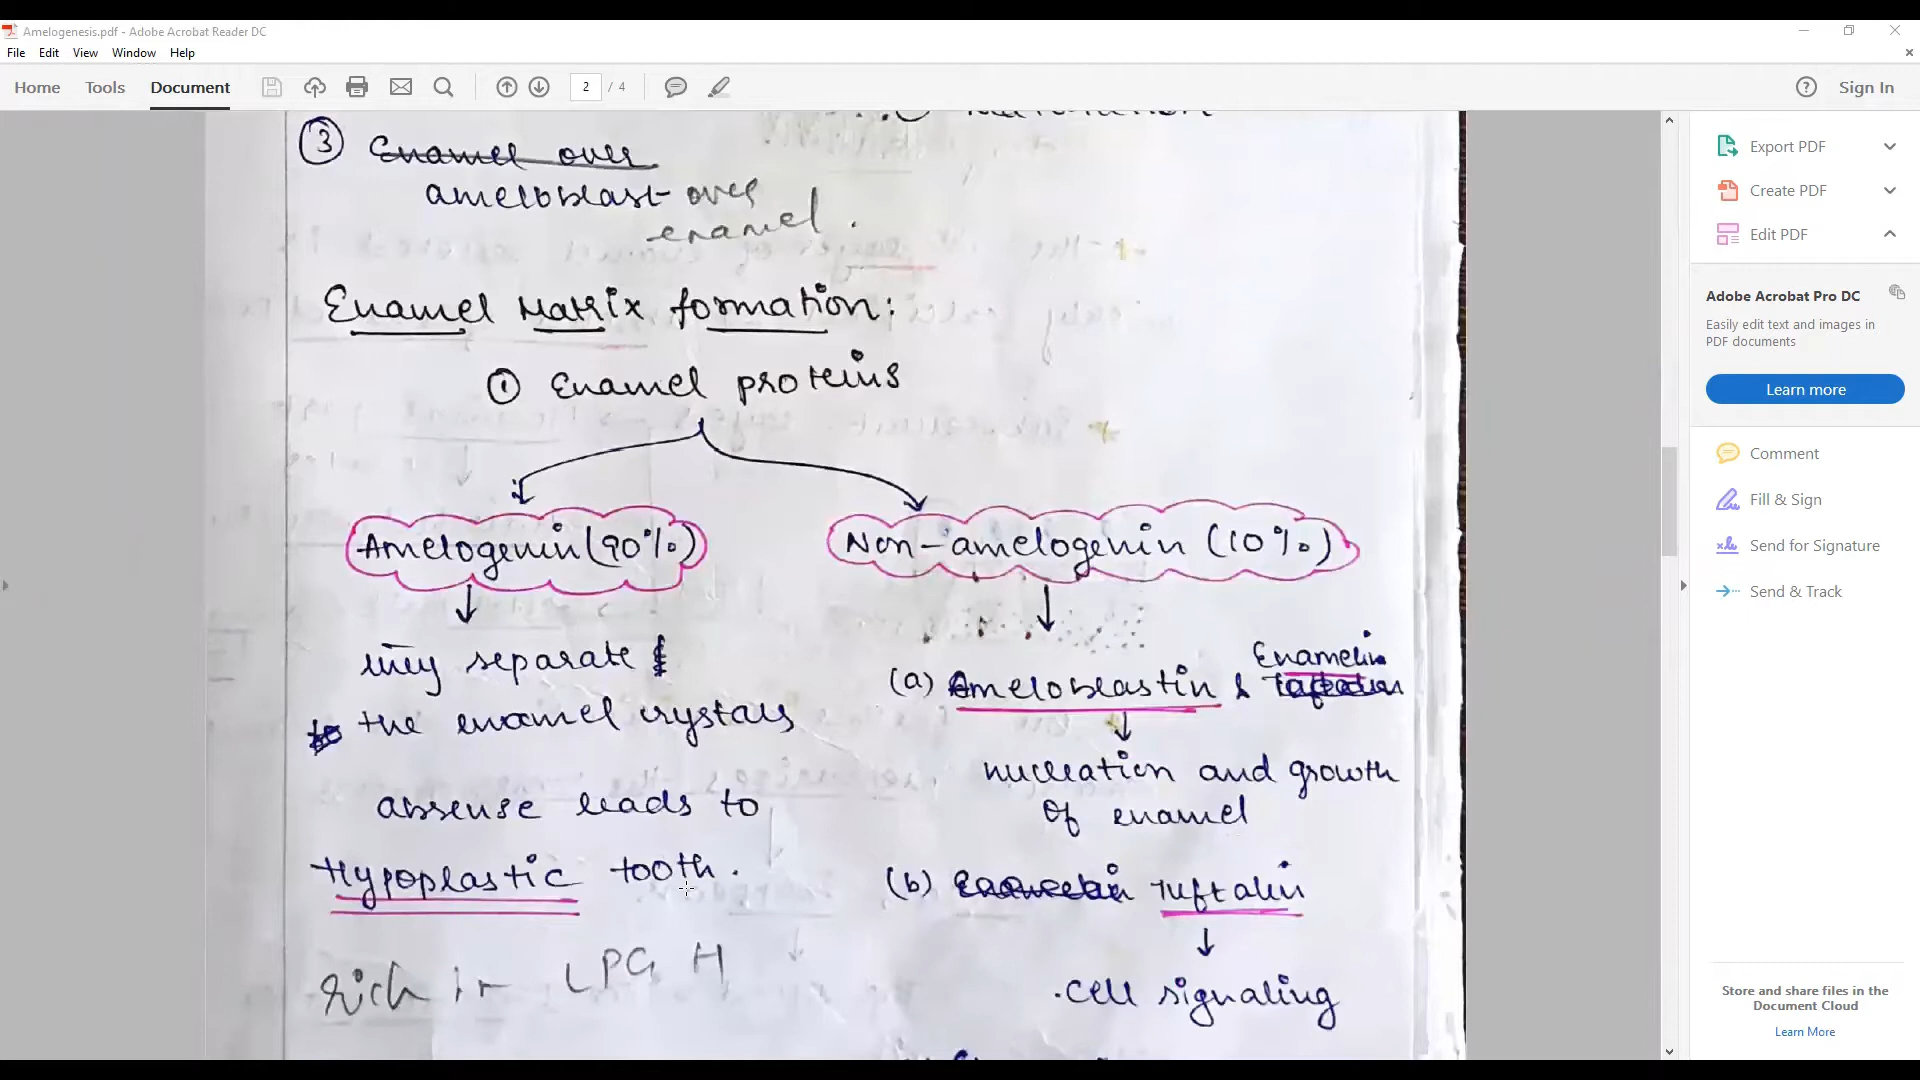 Amelogenesis.pdf - Adobe Acrobat Reader DC
File Edit View Window Help
Home Tools Document 2 / 4 Sign In
③ Enamel over
ameloblast over
enamel.
Enamel Matrix formation:
① Enamel proteins
Amelogenin (90%)
Non-amelogenin (10%)
they separate
the enamel crystals
absense leads to
Hypoplastic tooth.
rich in LPG H
Enamelin
(a) Ameloblastin &
nucleation and growth
of enamel
(b) Tuftalin
.cell signaling
Export PDF
Create PDF
Edit PDF
Adobe Acrobat Pro DC
Easily edit text and images in
PDF documents
Learn more
Comment
Fill & Sign
Send for Signature
Send & Track
Store and share files in the
Document Cloud
Learn More